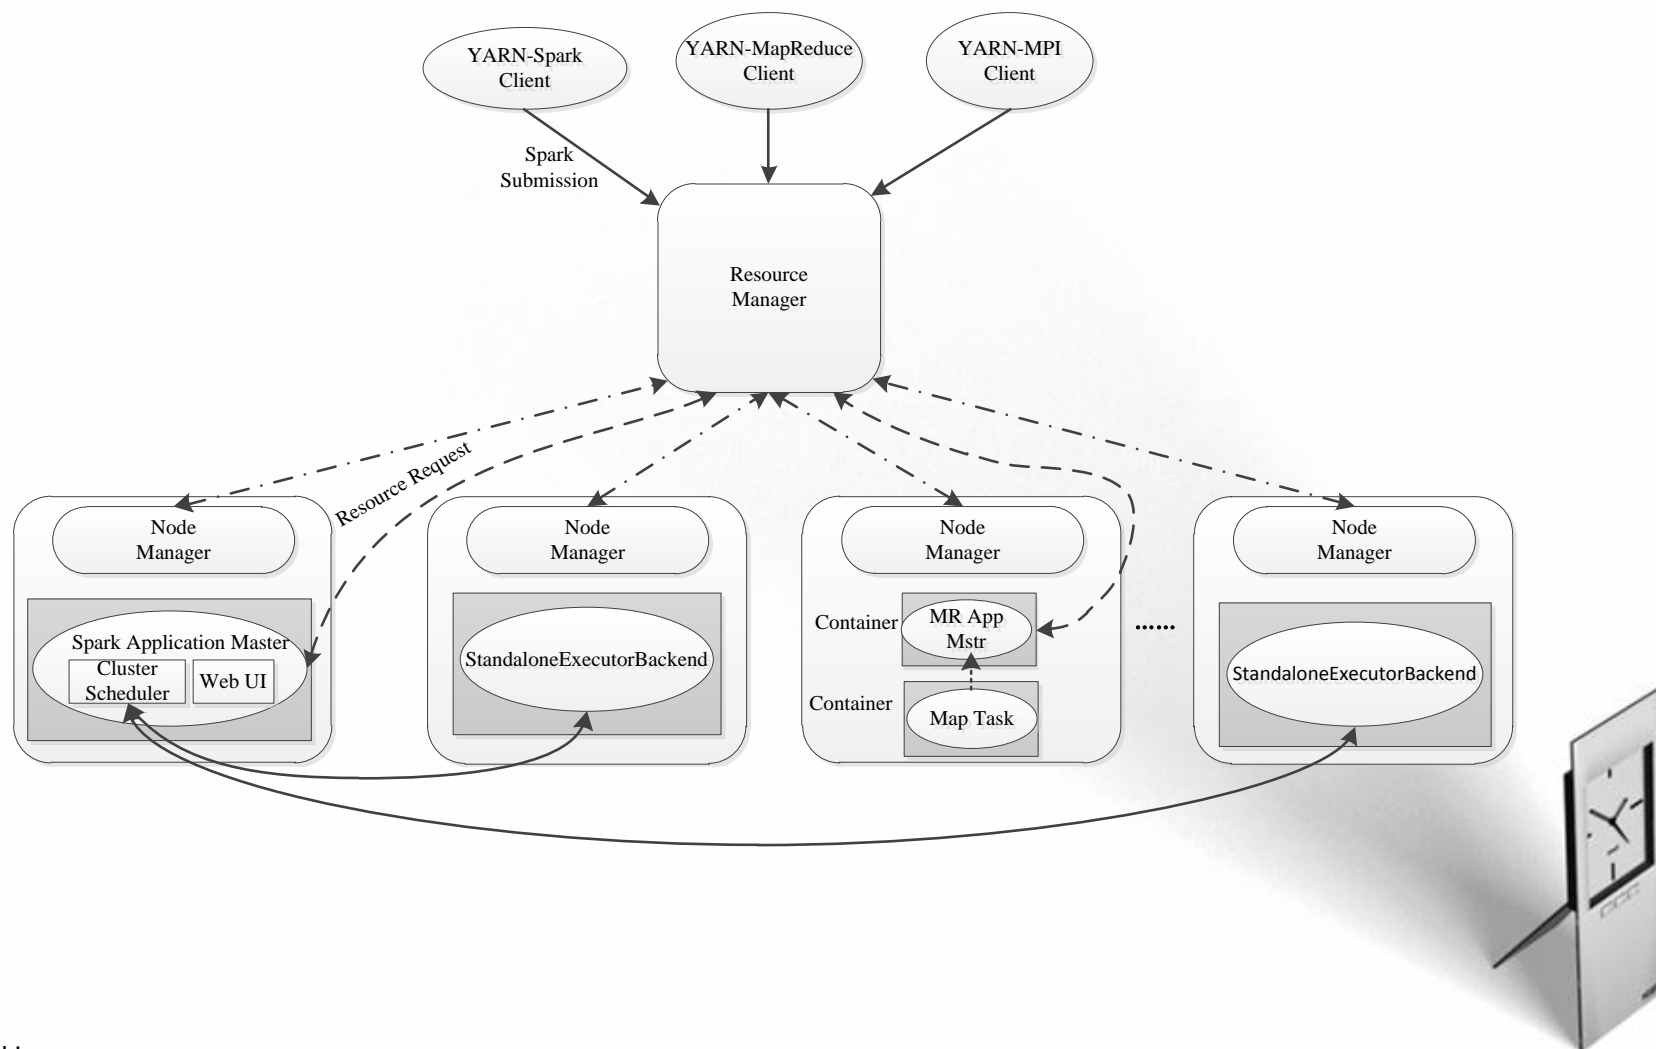 YARN-Spark
Client
YARN-MapReduce
Client
YARN-MPI
Client
Spark
Submission
Resource
Manager
Resource Request
Node
Manager
Node
Manager
Node
Manager
Node
Manager
Spark Application Master
Cluster
Scheduler
Web UI
StandaloneExecutorBackend
Container
MR App
Mstr
Container
Map Task
......
StandaloneExecutorBackend